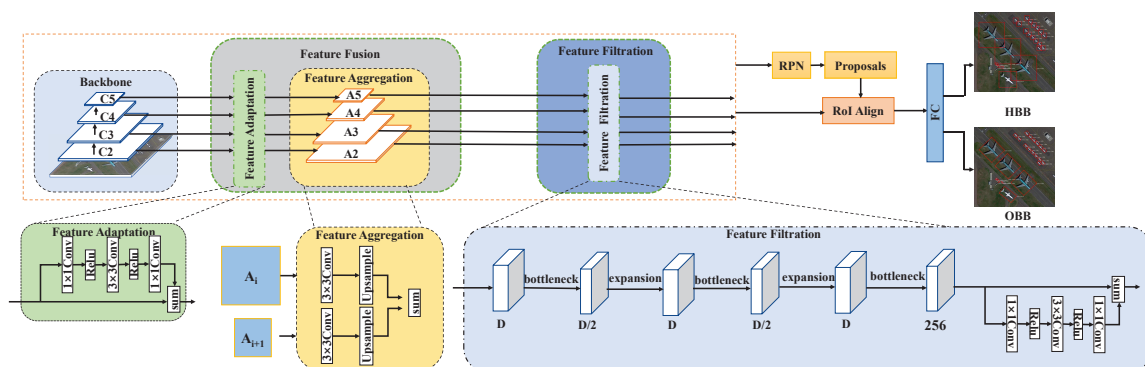 Feature Fusion
Feature Filtration
Backbone
Feature Aggregation
C5
C4
C3
C2
Feature Adaptation
A5
A4
A3
A2
Feature Filtration
RPN
Proposals
RoI Align
FC
HBB
OBB
Feature Adaptation
1×1Conv
Relu
3×3Conv
Relu
1×1Conv
sum
A_i
A_{i+1}
Feature Aggregation
3×3Conv
Upsample
3×3Conv
Upsample
sum
Feature Filtration
bottleneck
expansion
bottleneck
expansion
bottleneck
D
D/2
D
D/2
D
256
1×1Conv
Relu
3×3Conv
Relu
1×1Conv
sum